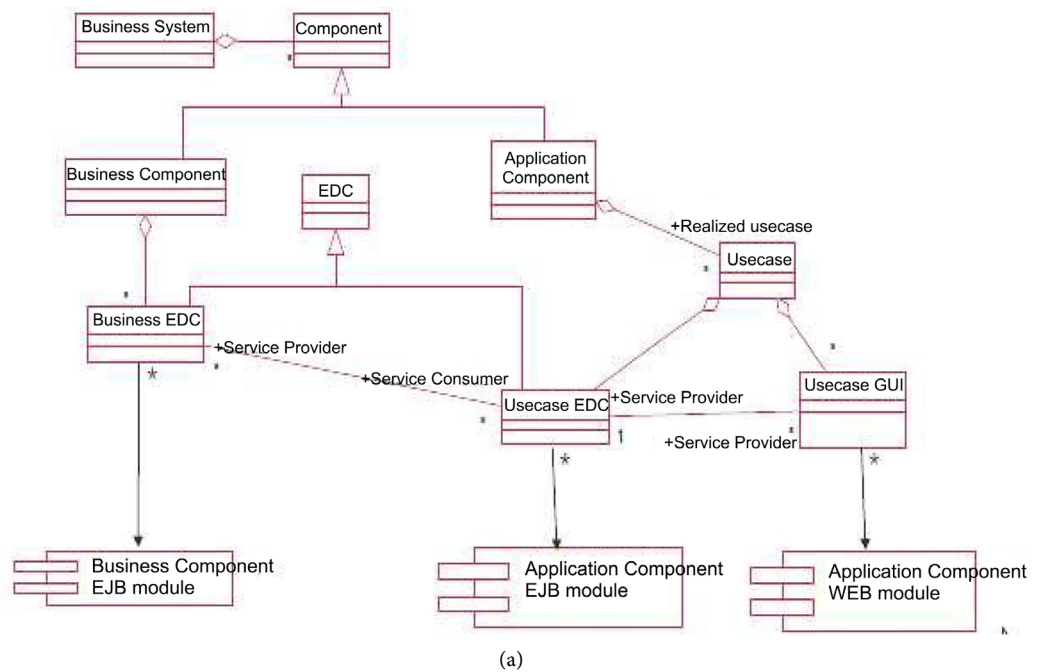 Business System
Component
*
Business Component
EDC
Application
Component
+Realized usecase
*
Usecase
*
Business EDC
+Service Provider
*
*
+Service Consumer
*
Usecase EDC
+Service Provider
1
*
Usecase GUI
*
+Service Provider
*
*
Business Component
EJB module
Application Component
EJB module
Application Component
WEB module
(a)